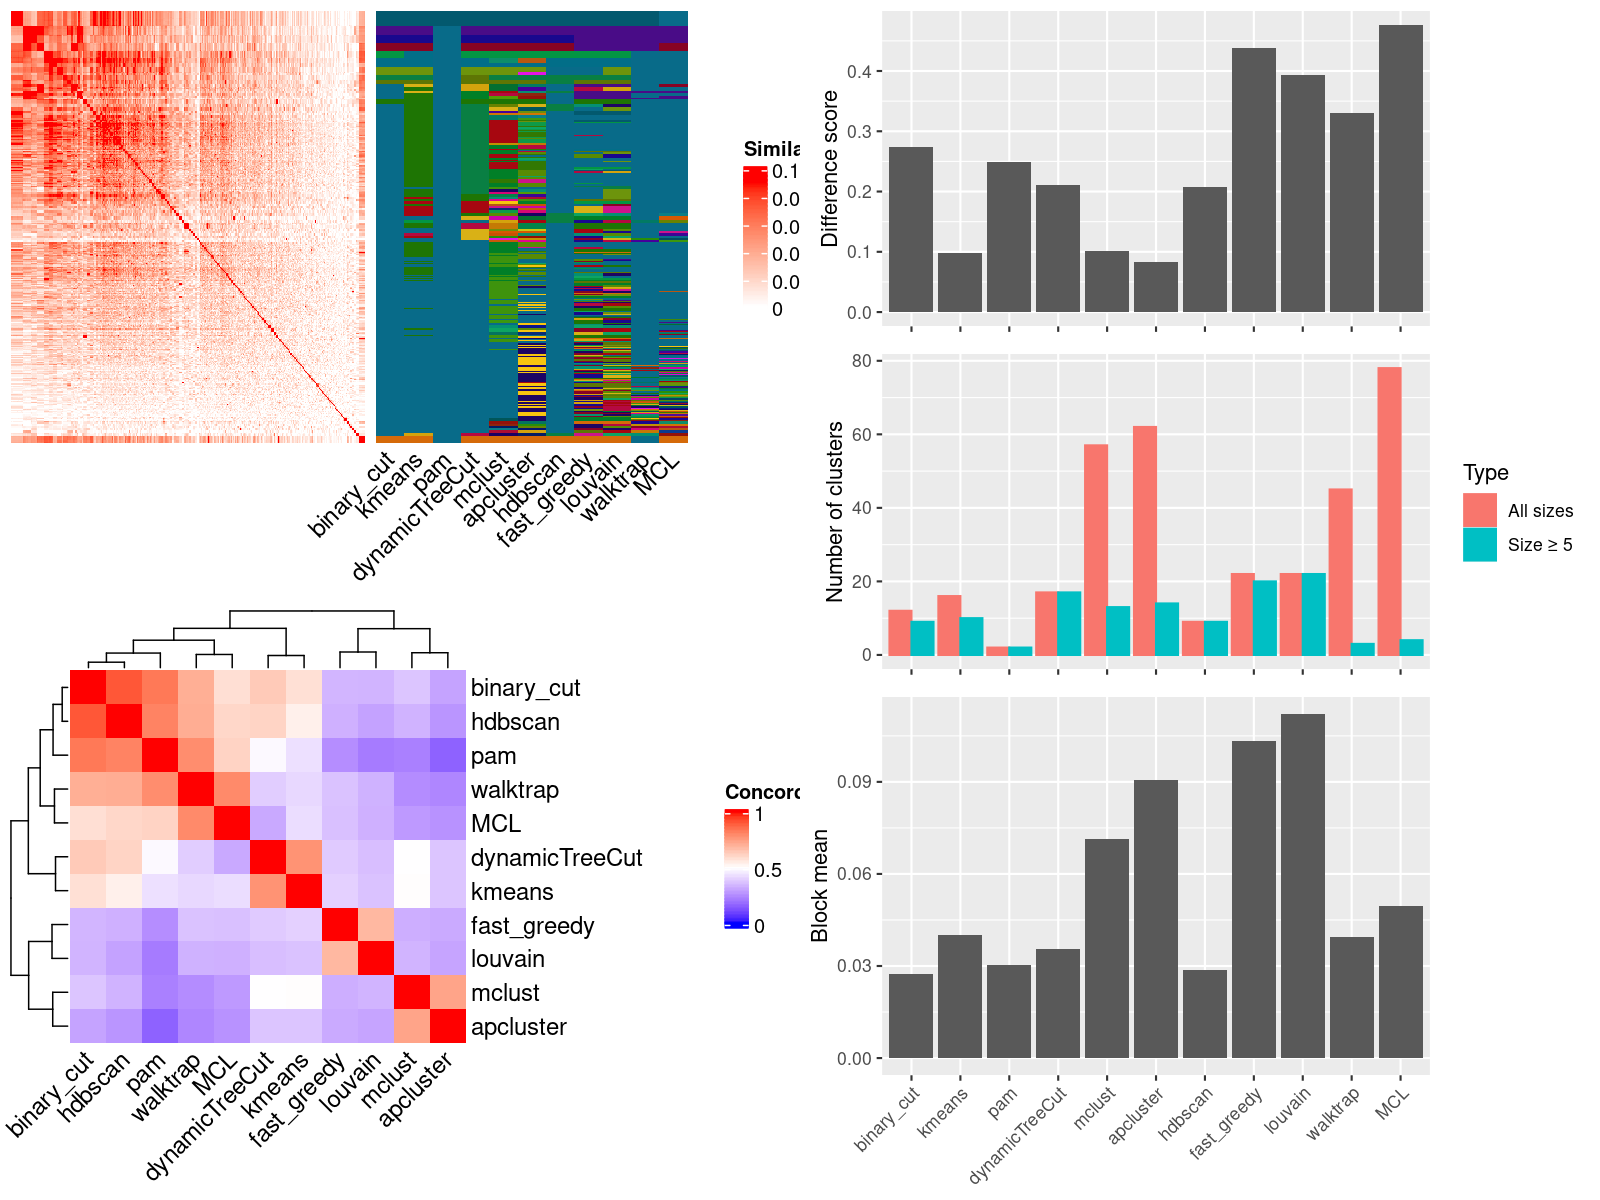 Simila
0.1
0.0
0.0
0.0
0.0
0
binary_cut
kmeans
pam
dynamicTreeCut
mclust
apcluster
hdbscan
fast_greedy
louvain
walktrap
MCL
binary_cut
hdbscan
pam
walktrap
MCL
dynamicTreeCut
kmeans
fast_greedy
louvain
mclust
apcluster
binary_cut
hdbscan
pam
walktrap
MCL
dynamicTreeCut
kmeans
fast_greedy
louvain
mclust
apcluster
Concord
1
0.5
0
Difference score
0.4
0.3
0.2
0.1
0.0
Number of clusters
80
60
40
20
0
Type
All sizes
Size ≥ 5
Block mean
0.09
0.06
0.03
0.00
binary_cut
kmeans
pam
dynamicTreeCut
mclust
apcluster
hdbscan
fast_greedy
louvain
walktrap
MCL